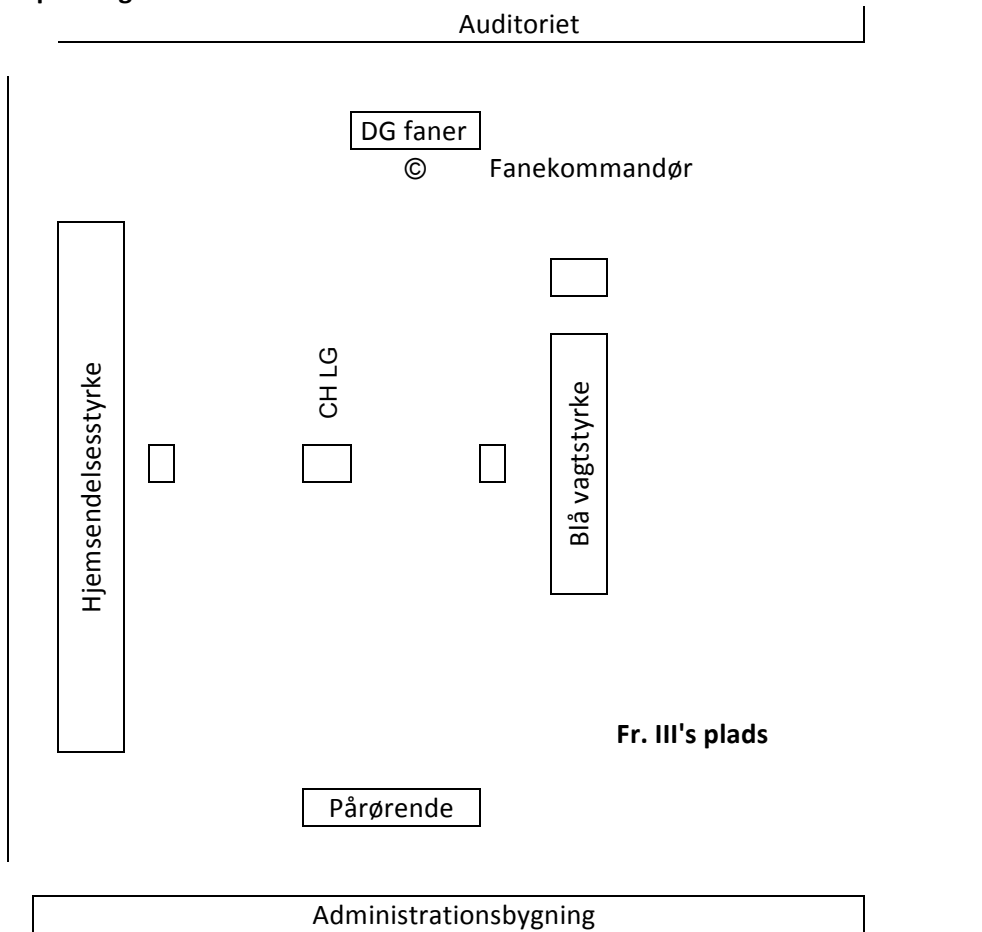 Auditoriet
DG faner
© Fanekommandør
CH LG
Hjemsendelsesstyrke
Blå vagtstyrke
Fr. III's plads
Pårørende
Administrationsbygning